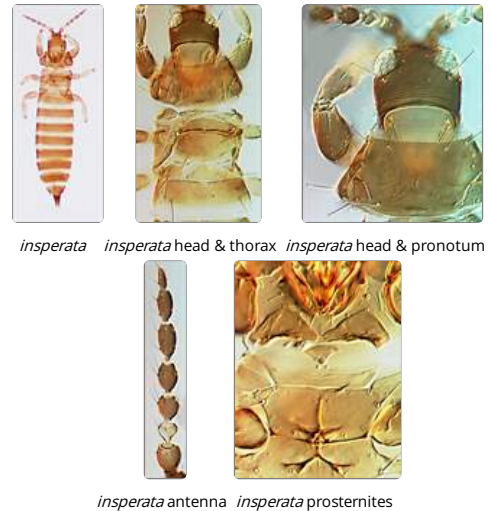 insperata insperata head & thorax insperata head & pronotum
insperata antenna insperata prosternites